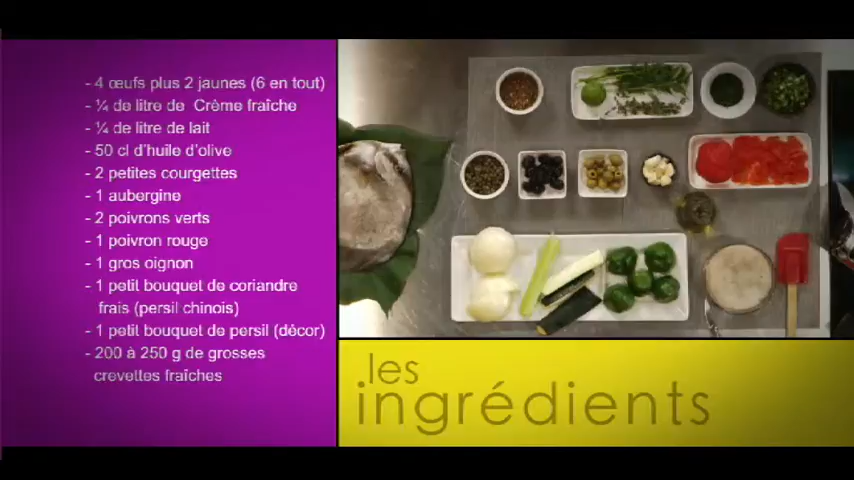 - 4 œufs plus 2 jaunes (6 en tout)
- ¼ de litre de Crème fraîche
- ¼ de litre de lait
- 50 cl d'huile d'olive
- 2 petites courgettes
- 1 aubergine
- 2 poivrons verts
- 1 poivron rouge
- 1 gros oignon
- 1 petit bouquet de coriandre
frais (persil chinois)
- 1 petit bouquet de persil (décor)
- 200 à 250 g de grosses
crevettes fraîches
les
ingrédients